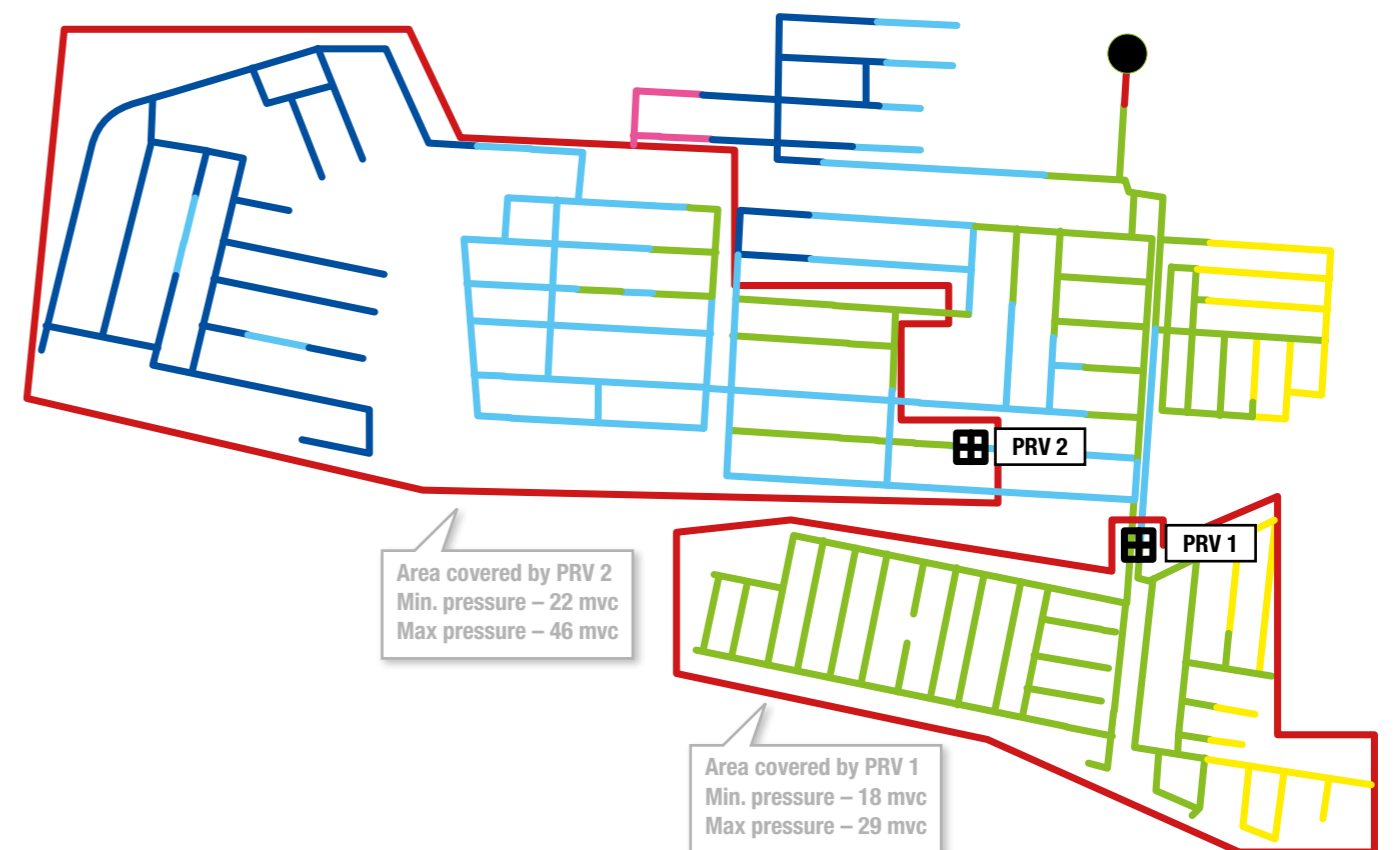 PRV 2
PRV 1
Area covered by PRV 2
Min. pressure – 22 mvc
Max pressure – 46 mvc
Area covered by PRV 1
Min. pressure – 18 mvc
Max pressure – 29 mvc